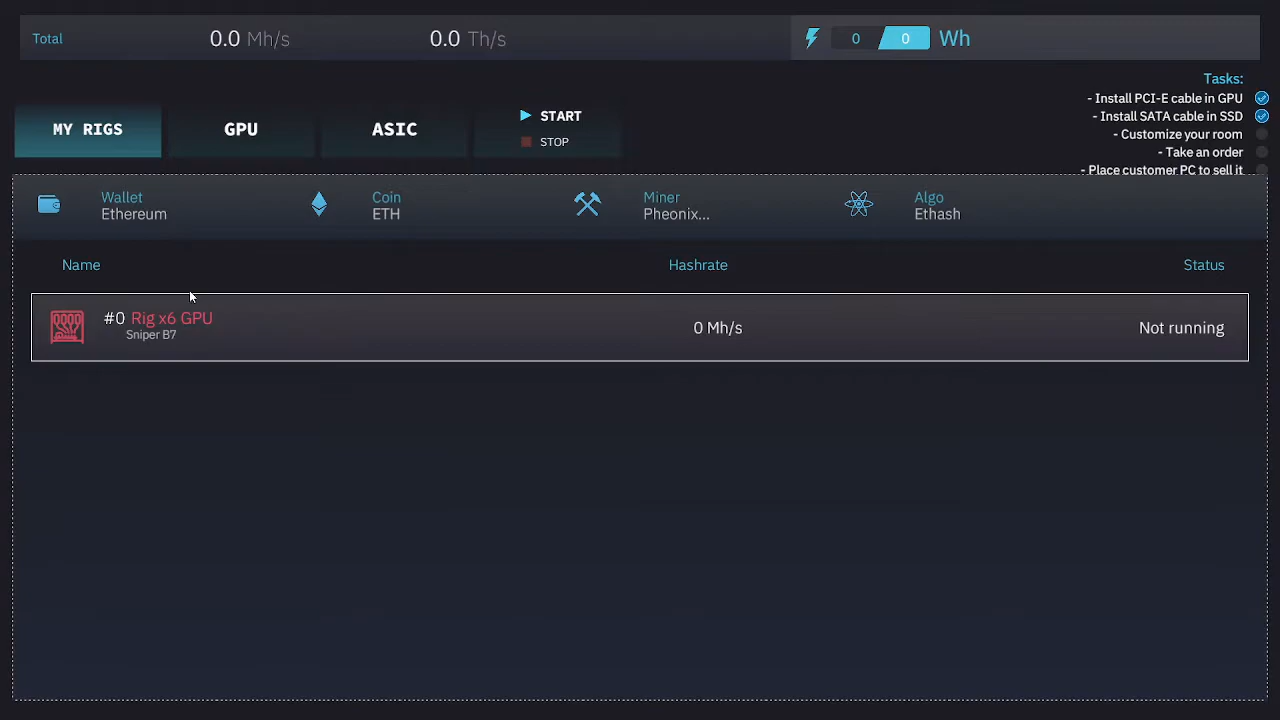 Total 0.0 Mh/s 0.0 Th/s 0 0 Wh
Tasks:
- Install PCI-E cable in GPU
- Install SATA cable in SSD
- Customize your room
- Take an order
- Place customer PC to sell it
MY RIGS GPU ASIC
START
STOP
Wallet
Ethereum
Coin
ETH
Miner
Pheonix...
Algo
Ethash
Name Hashrate Status
#0 Rig x6 GPU
Sniper B7
0 Mh/s
Not running